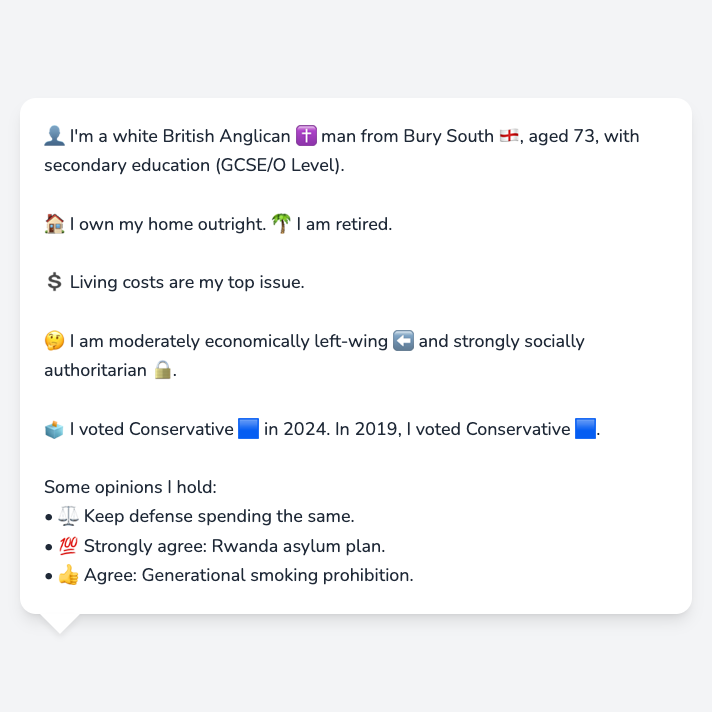 👤 I'm a white British Anglican ✝️ man from Bury South 🏴󠁧󠁢󠁥󠁮󠁧󠁿, aged 73, with
secondary education (GCSE/O Level).
🏠 I own my home outright. 🌴 I am retired.
💲 Living costs are my top issue.
🤔 I am moderately economically left-wing ⬅️ and strongly socially
authoritarian 🔒.
🗳️ I voted Conservative 🟦 in 2024. In 2019, I voted Conservative 🟦.
Some opinions I hold:
• ⚖️ Keep defense spending the same.
• 💯 Strongly agree: Rwanda asylum plan.
• 👍 Agree: Generational smoking prohibition.